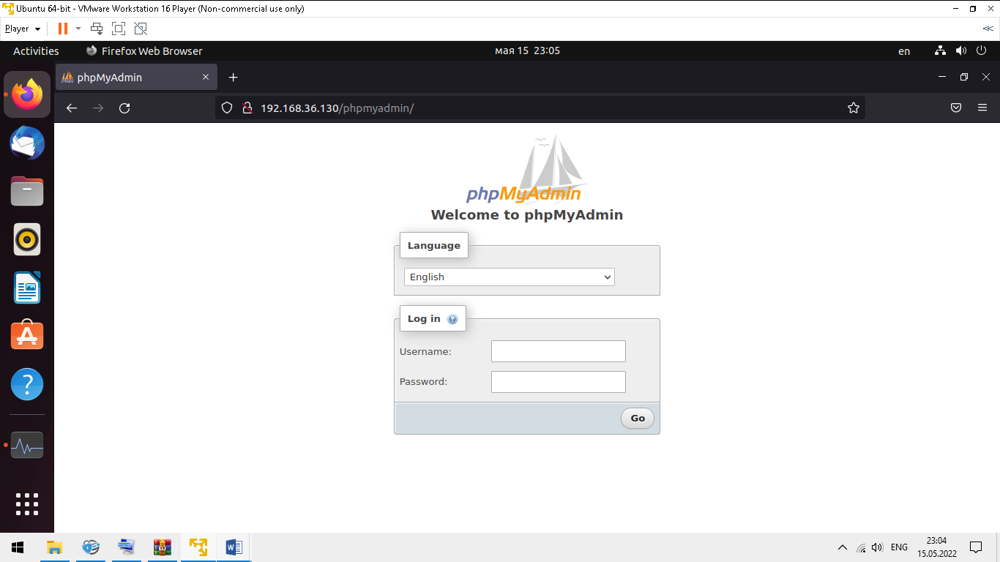 Ubuntu 64-bit - VMware Workstation 16 Player (Non-commercial use only)
Player
Activities
Firefox Web Browser
мая 15 23:05
en
phpMyAdmin
192.168.36.130/phpmyadmin/
phpMyAdmin
Welcome to phpMyAdmin
Language
English
Log in
Username:
Password:
Go
ENG
23:04
15.05.2022